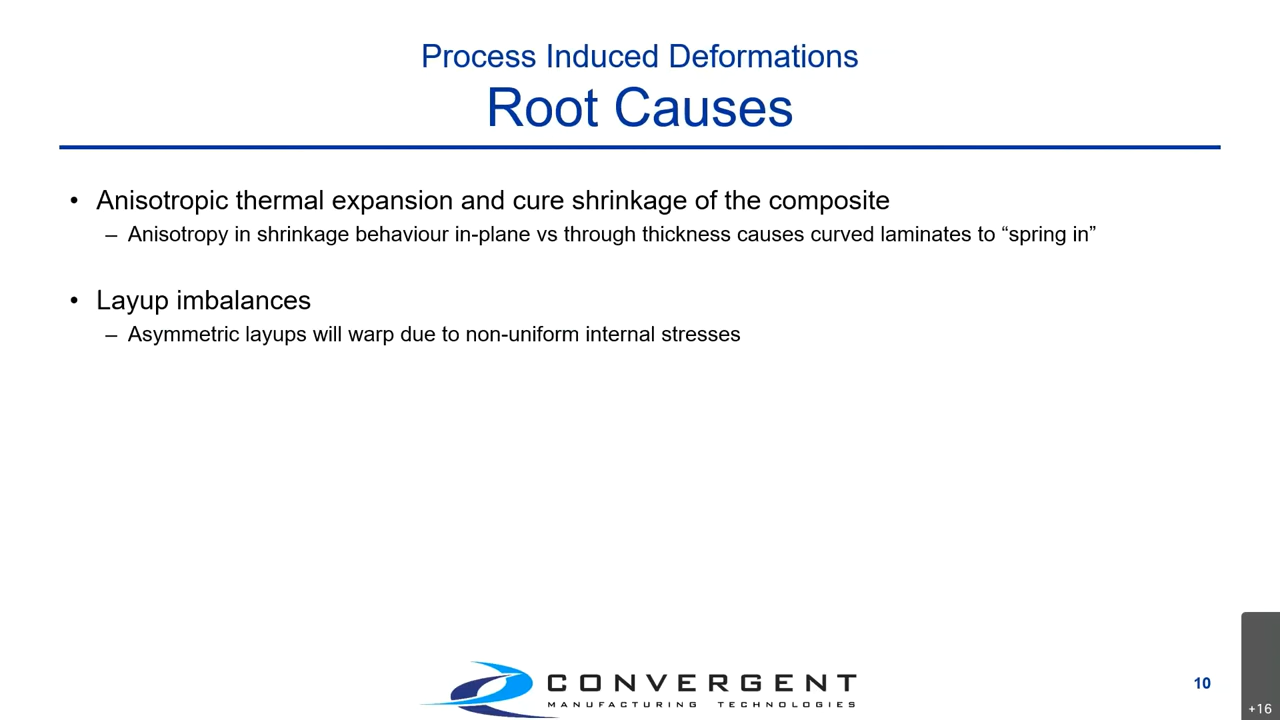 Process Induced Deformations
Root Causes
• Anisotropic thermal expansion and cure shrinkage of the composite
– Anisotropy in shrinkage behaviour in-plane vs through thickness causes curved laminates to “spring in”
• Layup imbalances
– Asymmetric layups will warp due to non-uniform internal stresses
CONVERGENT
MANUFACTURING TECHNOLOGIES
10
+16